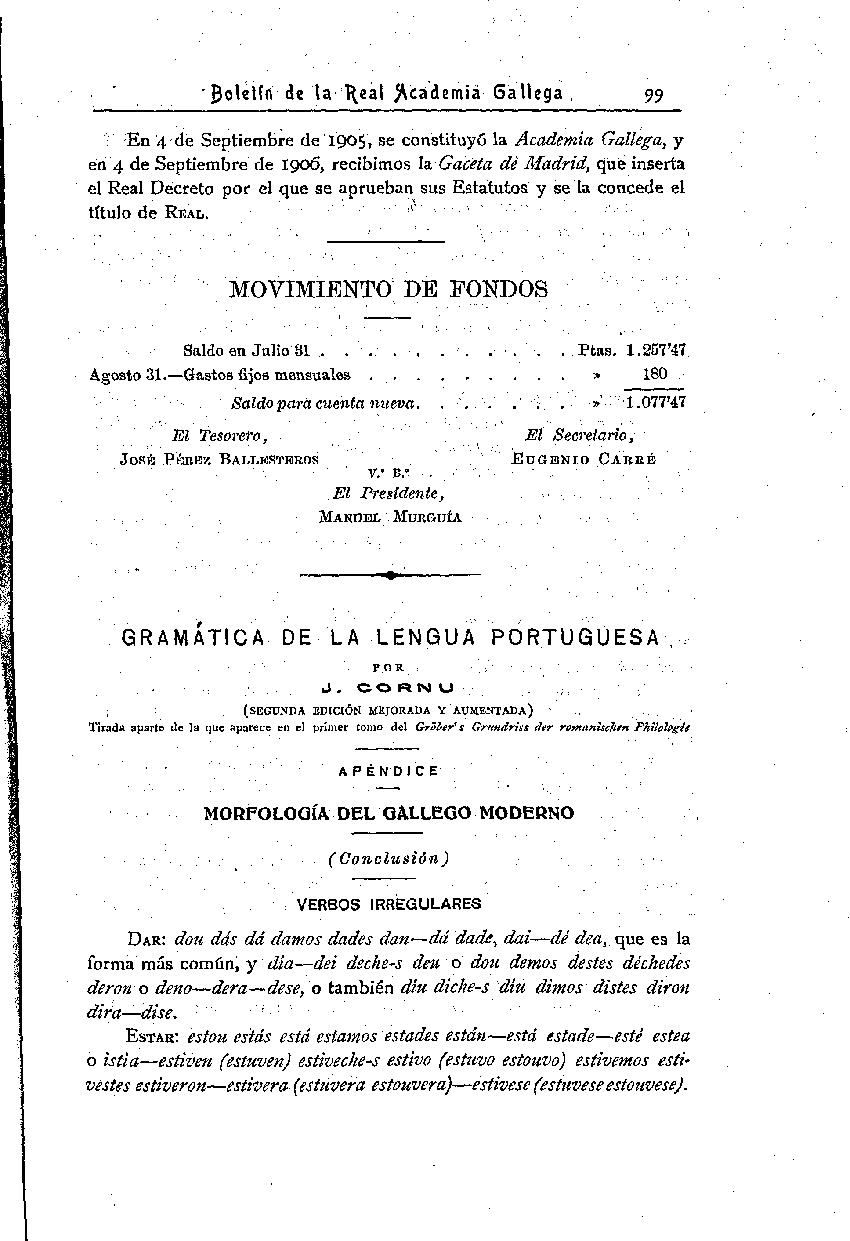 Boletín de la Real Academia Gallega 99
En 4 de Septiembre de 1905, se constituyó la Academia Gallega, y
en 4 de Septiembre de 1906, recibimos la Gaceta de Madrid, que inserta
el Real Decreto por el que se aprueban sus Estatutos y se la concede el
título de REAL.
MOVIMIENTO DE FONDOS
Saldo en Julio 31 . . . . . . . . . . . Ptas. 1.257'47
Agosto 31.—Gastos fijos mensuales . . . . . . . . . » 180
Saldo para cuenta nueva. . . . . . . » 1.077'47
El Tesorero, El Secretario,
JOSÉ PÉREZ BALLESTEROS EUGENIO CARRÉ
V.° B.°
El Presidente,
MANUEL MURGUÍA
GRAMÁTICA DE LA LENGUA PORTUGUESA
POR
J. CORNU
(SEGUNDA EDICIÓN MEJORADA Y AUMENTADA)
Tirada aparte de la que aparece en el primer tomo del Gröber's Grundriss der romanischen Philologie
APÉNDICE
MORFOLOGÍA DEL GALLEGO MODERNO
(Conclusión)
VERBOS IRREGULARES
DAR: dou dás dá damos dades dan—dá dade, dai—dé dea, que es la
forma más común, y día—dei deche-s deu o dou demos destes déchedes
deron o deno—dera—dese, o también diu diche-s diu dimos distes diron
dira—dise.
ESTAR: estou estás está estamos estades están—está estade—esté estea
o istia—estiven (estuven) estiveche-s estivo (estuvo estouvo) estivemos esti-
vestes estiveron—estivera (estuvera estouvera)—estivese (estuvese estouvese).